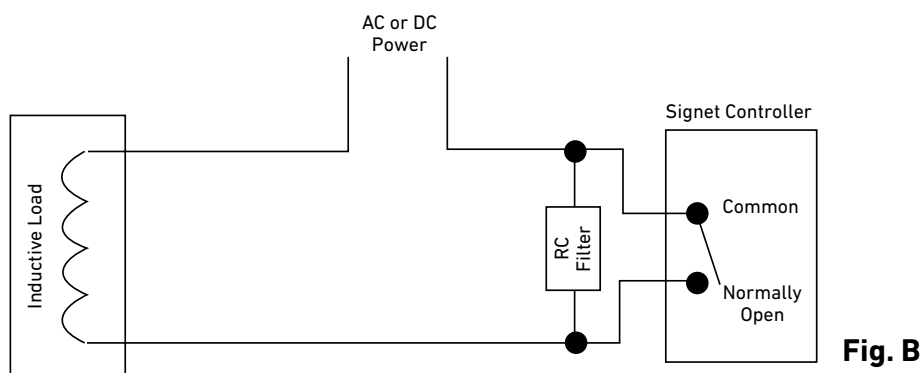 AC or DC
Power
Signet Controller
Inductive Load
RC
Filter
Common
Normally
Open
Fig. B